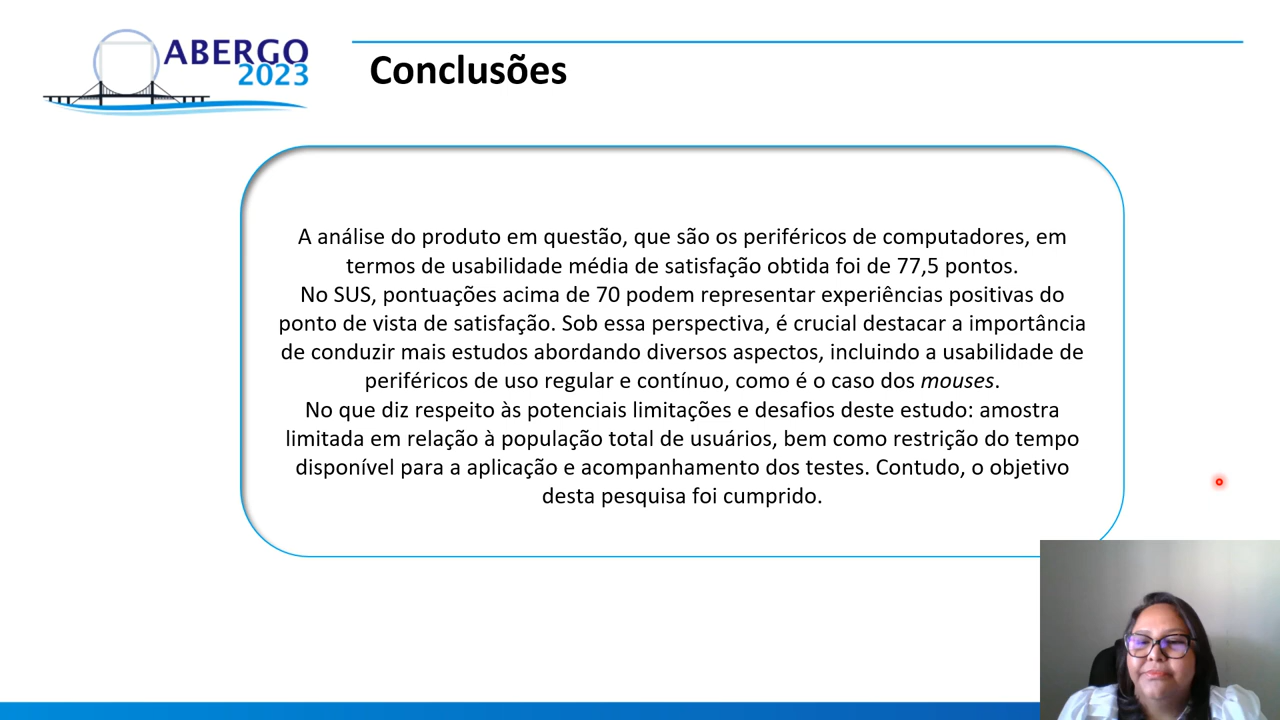 ABERGO
2023
Conclusões
A análise do produto em questão, que são os periféricos de computadores, em
termos de usabilidade média de satisfação obtida foi de 77,5 pontos.
No SUS, pontuações acima de 70 podem representar experiências positivas do
ponto de vista de satisfação. Sob essa perspectiva, é crucial destacar a importância
de conduzir mais estudos abordando diversos aspectos, incluindo a usabilidade de
periféricos de uso regular e contínuo, como é o caso dos mouses.
No que diz respeito às potenciais limitações e desafios deste estudo: amostra
limitada em relação à população total de usuários, bem como restrição do tempo
disponível para a aplicação e acompanhamento dos testes. Contudo, o objetivo
desta pesquisa foi cumprido.